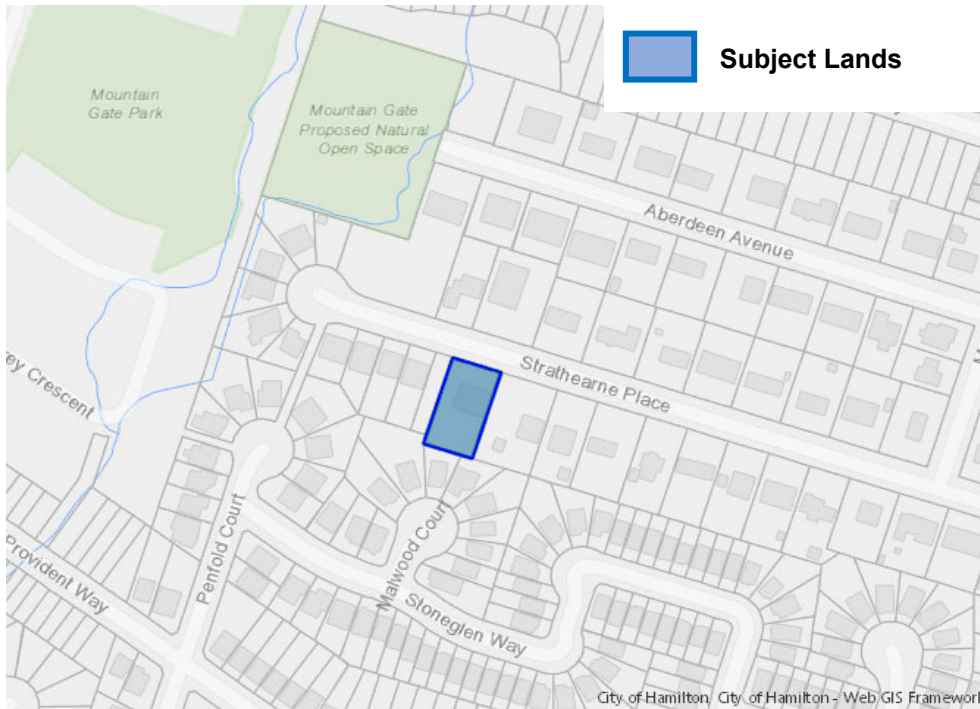 Subject Lands
Mountain
Gate Park
Mountain Gate
Proposed Natural
Open Space
Aberdeen Avenue
Strathearne Place
Penfold Court
Malwood Court
Stoneglen Way
Provident Way
Crescent
City of Hamilton, City of Hamilton - Web GIS Framework